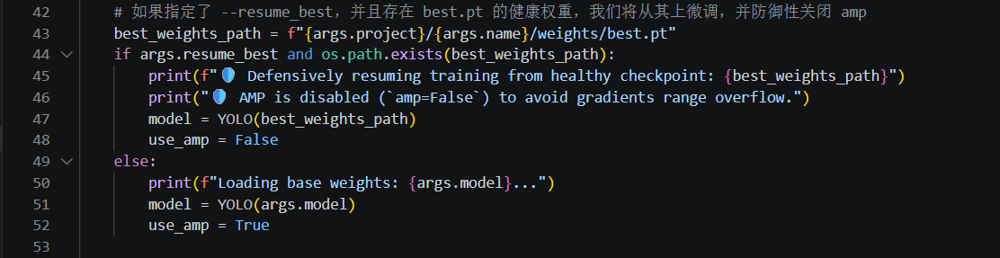 42 # 如果指定了 --resume_best，并且存在 best.pt 的健康权重，我们将从其上微调，并防御性关闭 amp
43 best_weights_path = f"{args.project}/{args.name}/weights/best.pt"
44 if args.resume_best and os.path.exists(best_weights_path):
45     print(f"🛡️ Defensively resuming training from healthy checkpoint: {best_weights_path}")
46     print("🛡️ AMP is disabled (`amp=False`) to avoid gradients range overflow.")
47     model = YOLO(best_weights_path)
48     use_amp = False
49 else:
50     print(f"Loading base weights: {args.model}...")
51     model = YOLO(args.model)
52     use_amp = True
53